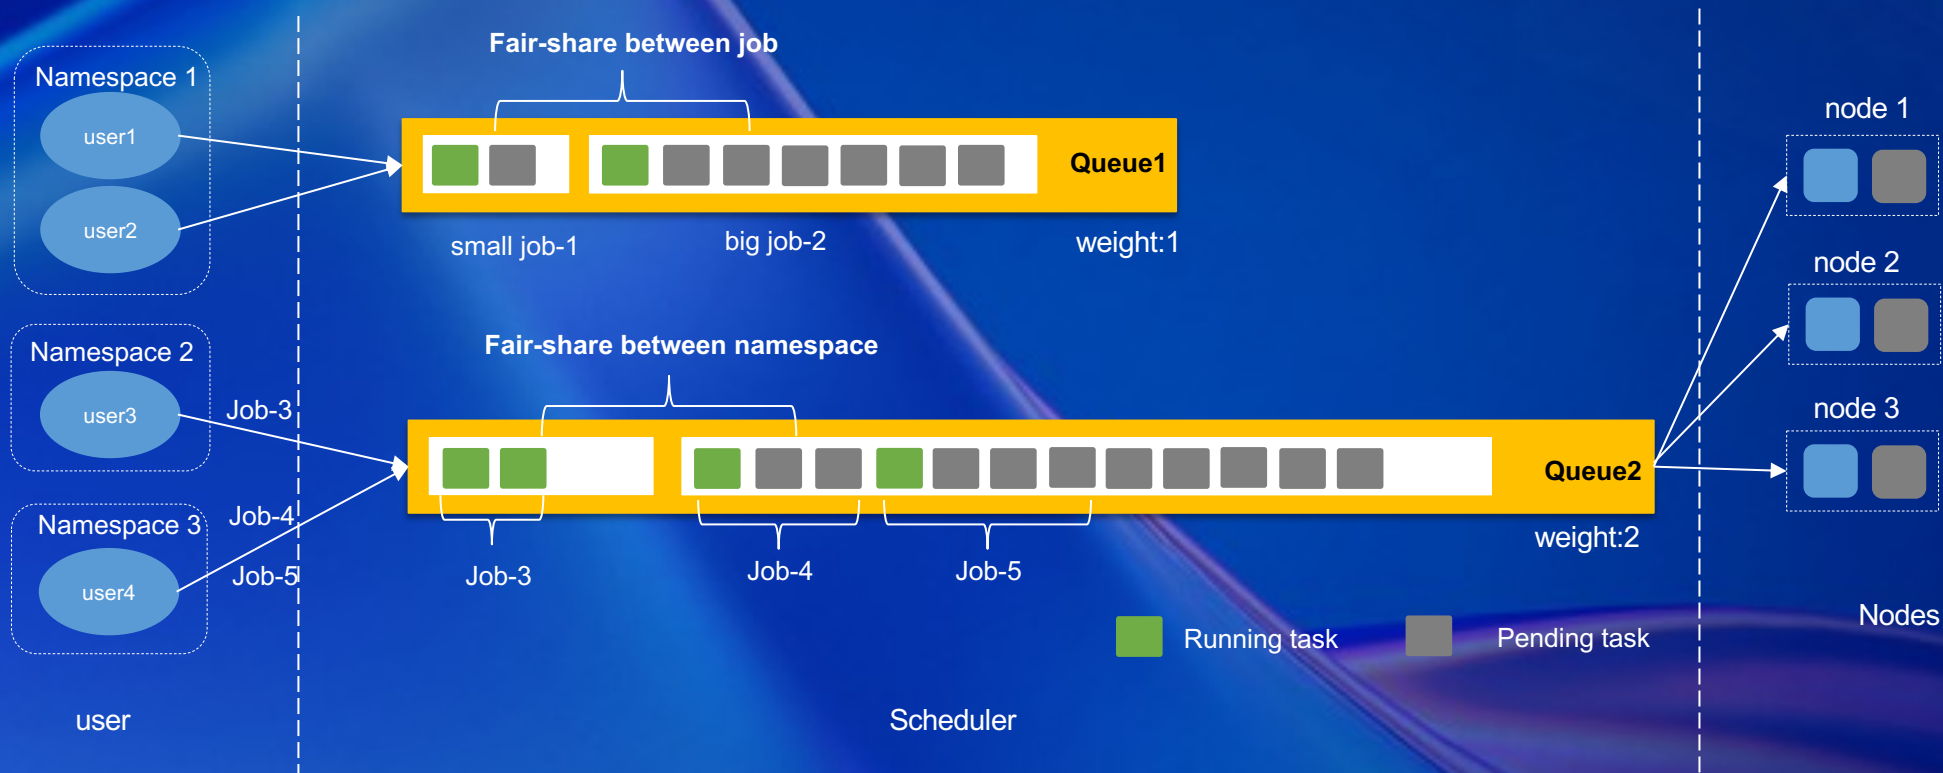 Namespace 1
user1
user2
Namespace 2
user3
Namespace 3
user4
user
Job-3
Job-4
Job-5
Fair-share between job
Queue1
small job-1
big job-2
weight:1
Fair-share between namespace
Queue2
weight:2
Job-3
Job-4
Job-5
Running task
Pending task
Scheduler
node 1
node 2
node 3
Nodes